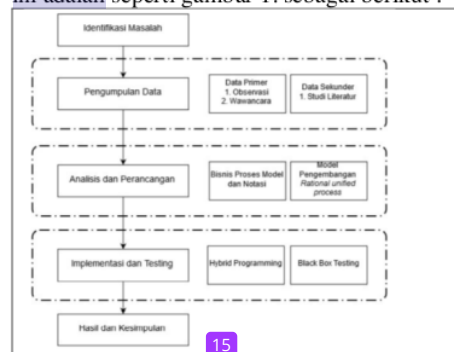 ini adalah seperti gambar 1. sebagai berikut :
Identifikasi Masalah
Pengumpulan Data
Data Primer
1. Observasi
2. Wawancara
Data Sekunder
1. Studi Literatur
Analisis dan Perancangan
Bisnis Proses Model
dan Notasi
Model
Pengembangan
Rational unified
process
Implementasi dan Testing
Hybrid Programming
Black Box Testing
Hasil dan Kesimpulan
15